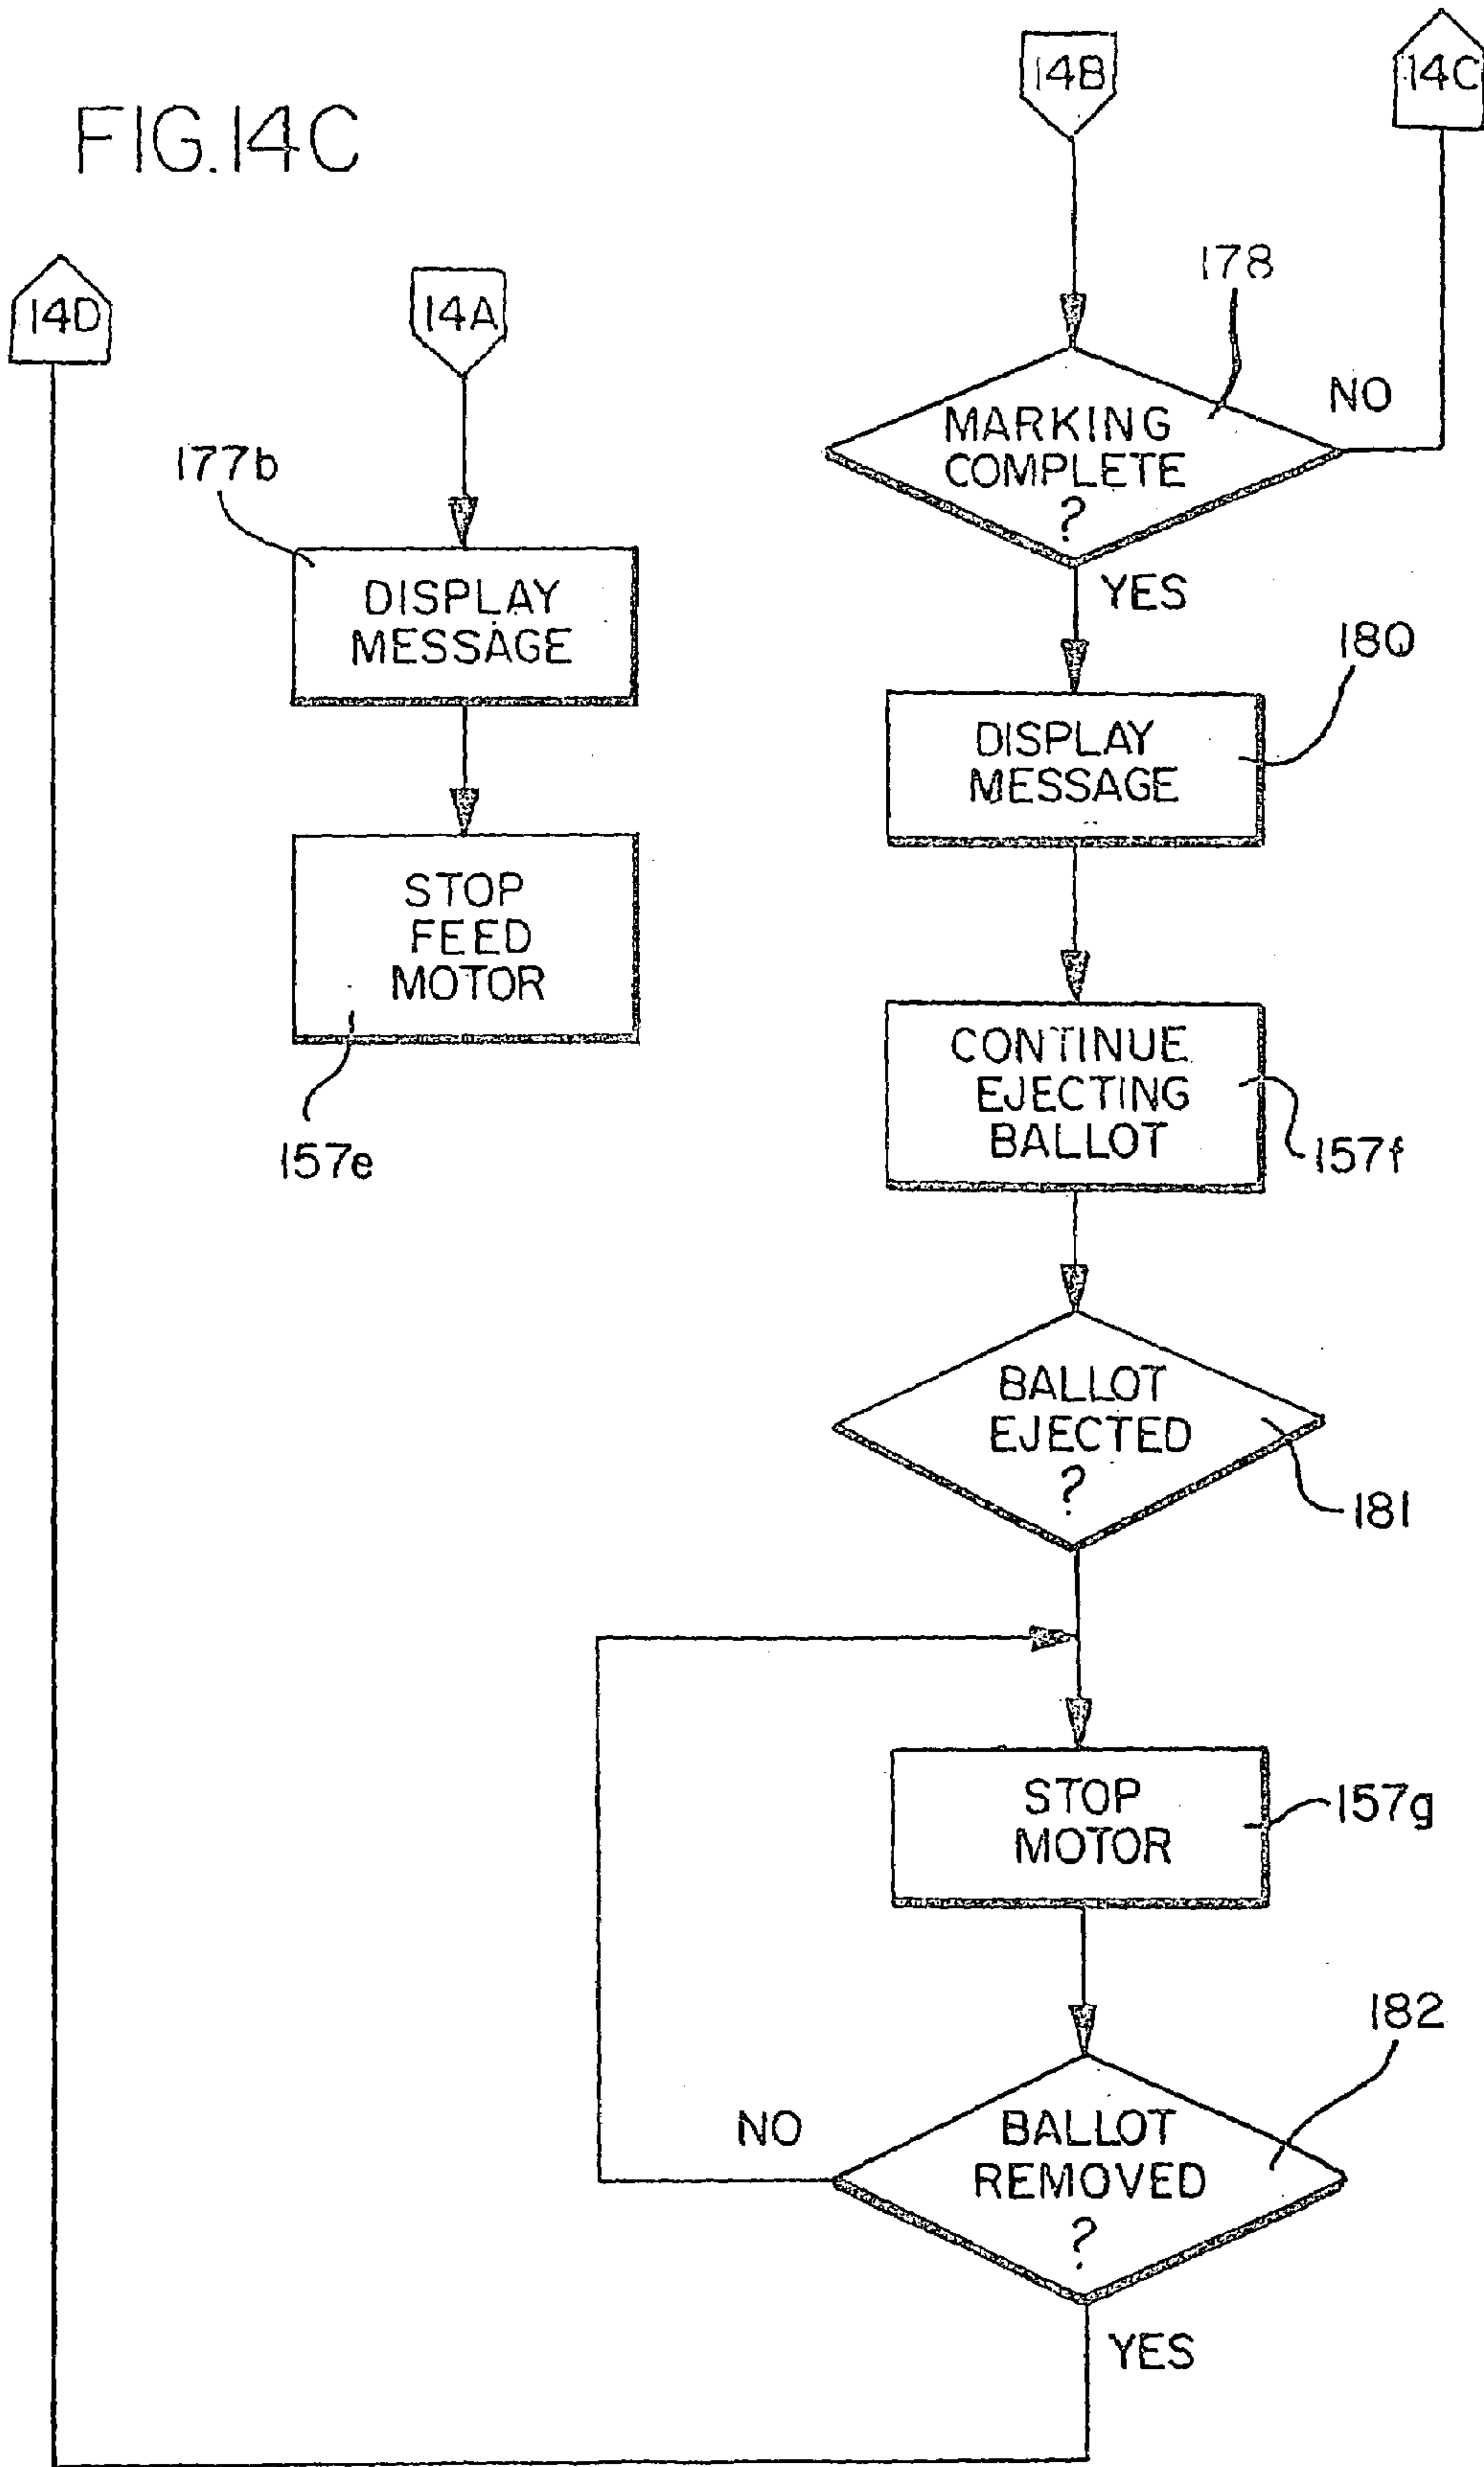 FIG.14C
14B
14C
14D
14A
178
MARKING
COMPLETE
?
NO
YES
177b
DISPLAY
MESSAGE
180
DISPLAY
MESSAGE
STOP
FEED
MOTOR
157e
CONTINUE
EJECTING
BALLOT
157f
BALLOT
EJECTED
?
181
STOP
MOTOR
157g
182
BALLOT
REMOVED
?
NO
YES